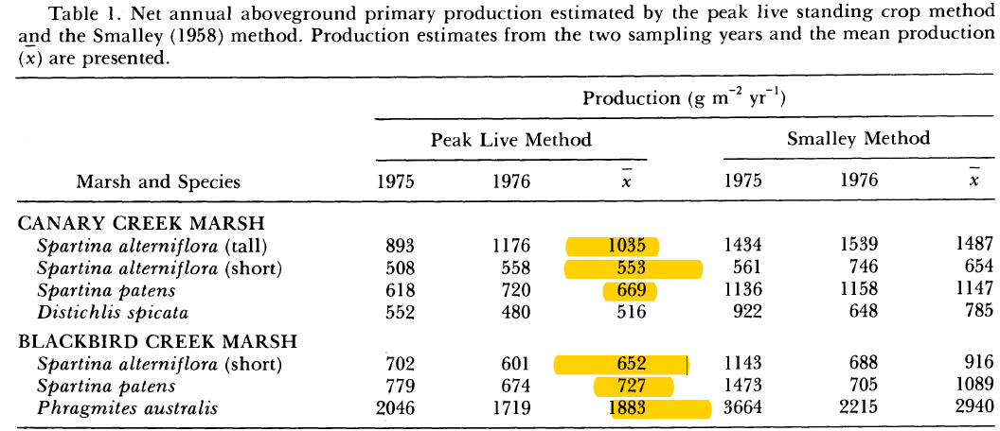 Table 1. Net annual aboveground primary production estimated by the peak live standing crop method
and the Smalley (1958) method. Production estimates from the two sampling years and the mean production
(x̄) are presented.
Production (g m⁻² yr⁻¹)
Peak Live Method Smalley Method
Marsh and Species 1975 1976 x̄ 1975 1976 x̄
CANARY CREEK MARSH
Spartina alterniflora (tall) 893 1176 1035 1434 1539 1487
Spartina alterniflora (short) 508 558 553 561 746 654
Spartina patens 618 720 669 1136 1158 1147
Distichlis spicata 552 480 516 922 648 785
BLACKBIRD CREEK MARSH
Spartina alterniflora (short) 702 601 652 1143 688 916
Spartina patens 779 674 727 1473 705 1089
Phragmites australis 2046 1719 1883 3664 2215 2940